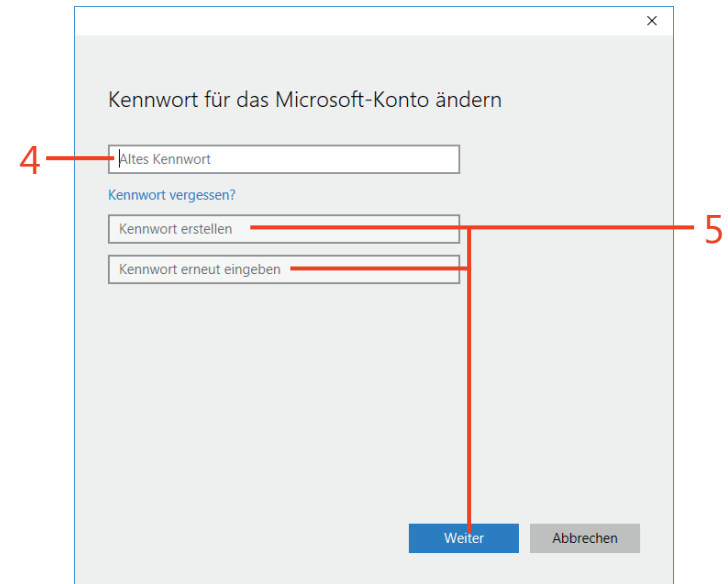 Kennwort für das Microsoft-Konto ändern
4
Altes Kennwort
Kennwort vergessen?
Kennwort erstellen
5
Kennwort erneut eingeben
Weiter
Abbrechen